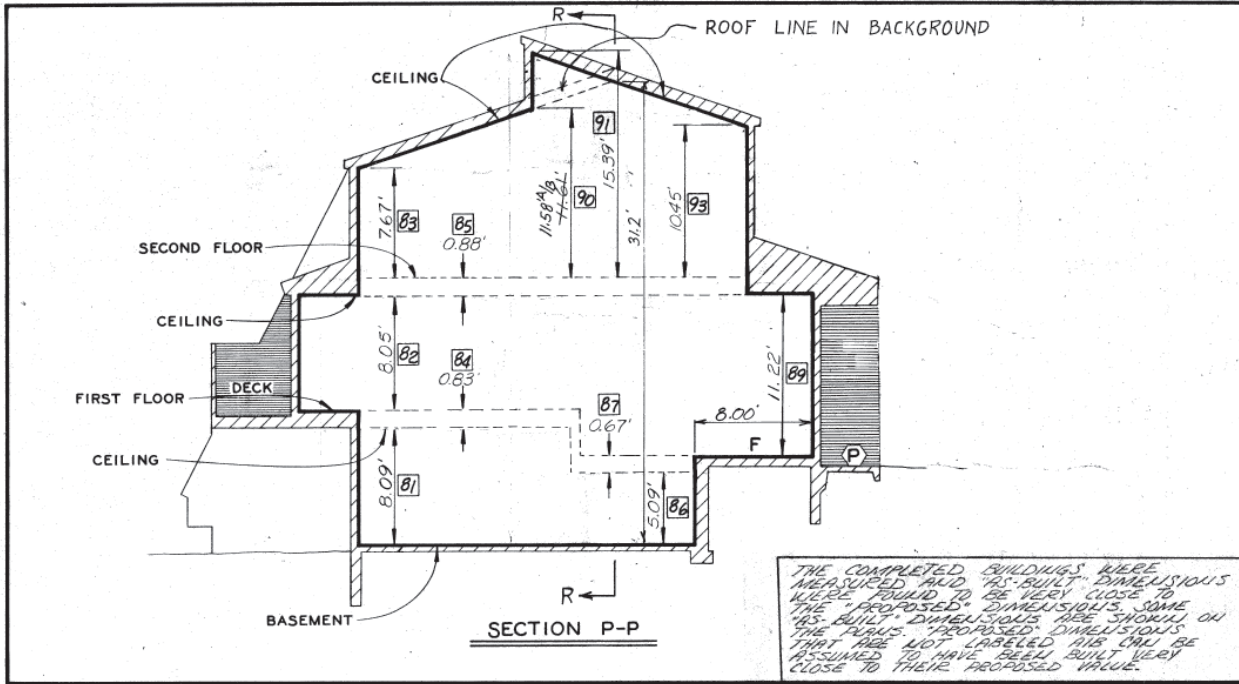 R
ROOF LINE IN BACKGROUND
CEILING
91
15.39'
11.58' A/B
11.61'
90
31.2'
10.45'
93
7.67'
83
85
0.88'
SECOND FLOOR
CEILING
8.05'
82
84
0.83'
11.22'
89
DECK
FIRST FLOOR
87
0.67'
8.00'
F
P
CEILING
8.09'
81
5.09'
86
R
BASEMENT
SECTION P-P
THE COMPLETED BUILDINGS WERE
MEASURED AND "AS-BUILT" DIMENSIONS
WERE FOUND TO BE VERY CLOSE TO
THE "PROPOSED" DIMENSIONS. SOME
"AS-BUILT" DIMENSIONS ARE SHOWN ON
THE PLANS. "PROPOSED" DIMENSIONS
THAT ARE NOT LABELED A/B CAN BE
ASSUMED TO HAVE BEEN BUILT VERY
CLOSE TO THEIR PROPOSED VALUE.